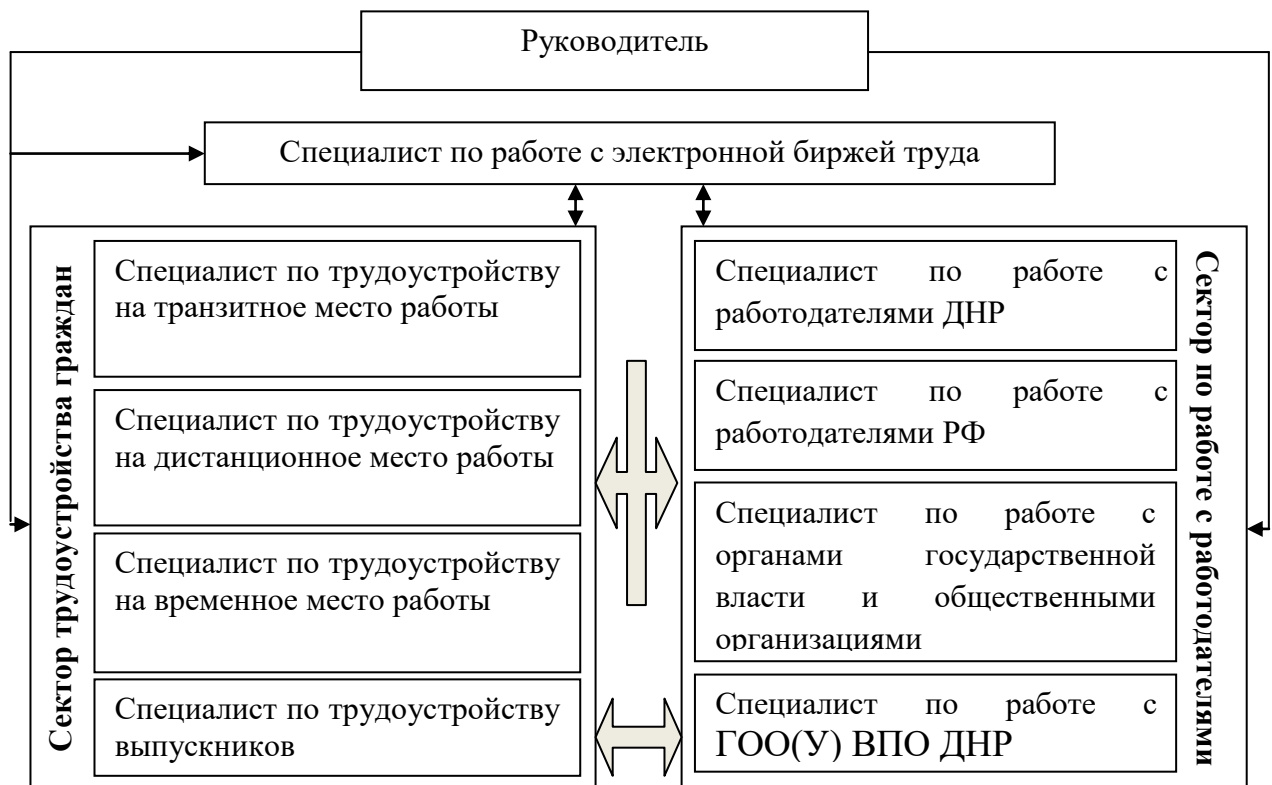 Руководитель
Специалист по работе с электронной биржей труда
Сектор трудоустройства граждан
Специалист по трудоустройству
на транзитное место работы
Специалист по трудоустройству
на дистанционное место работы
Специалист по трудоустройству
на временное место работы
Специалист по трудоустройству
выпускников
Специалист по работе с
работодателями ДНР
Специалист по работе с
работодателями РФ
Специалист по работе с
органами государственной
власти и общественными
организациями
Специалист по работе с
ГОО(У) ВПО ДНР
Сектор по работе с работодателями